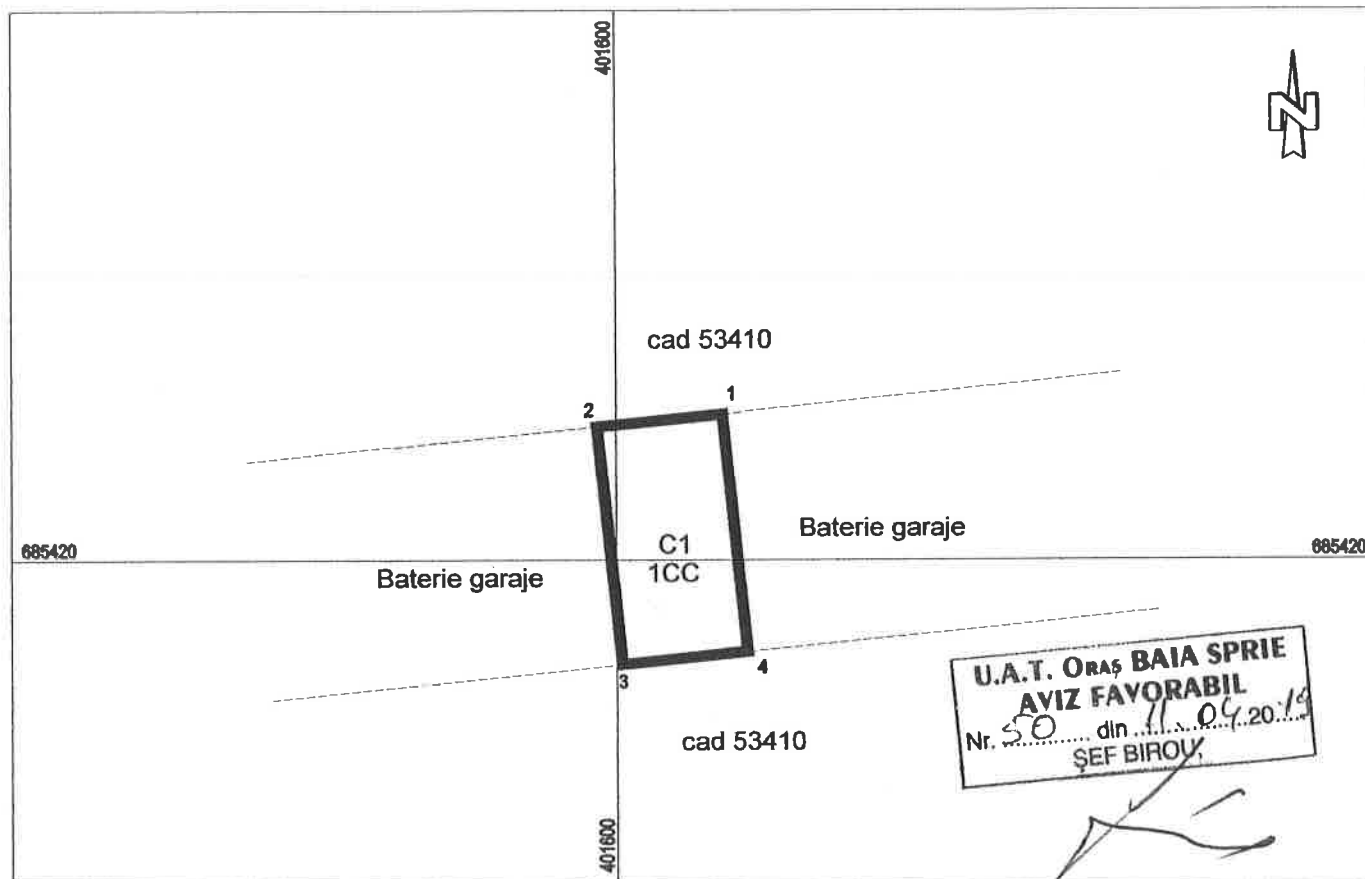 401600
N
cad 53410
2
1
Baterie garaje
685420
685420
C1
1CC
Baterie garaje
3
4
cad 53410
U.A.T. Oraș BAIA SPRIE
AVIZ FAVORABIL
Nr. 50 din 11.04.2019
ȘEF BIROU,
401600